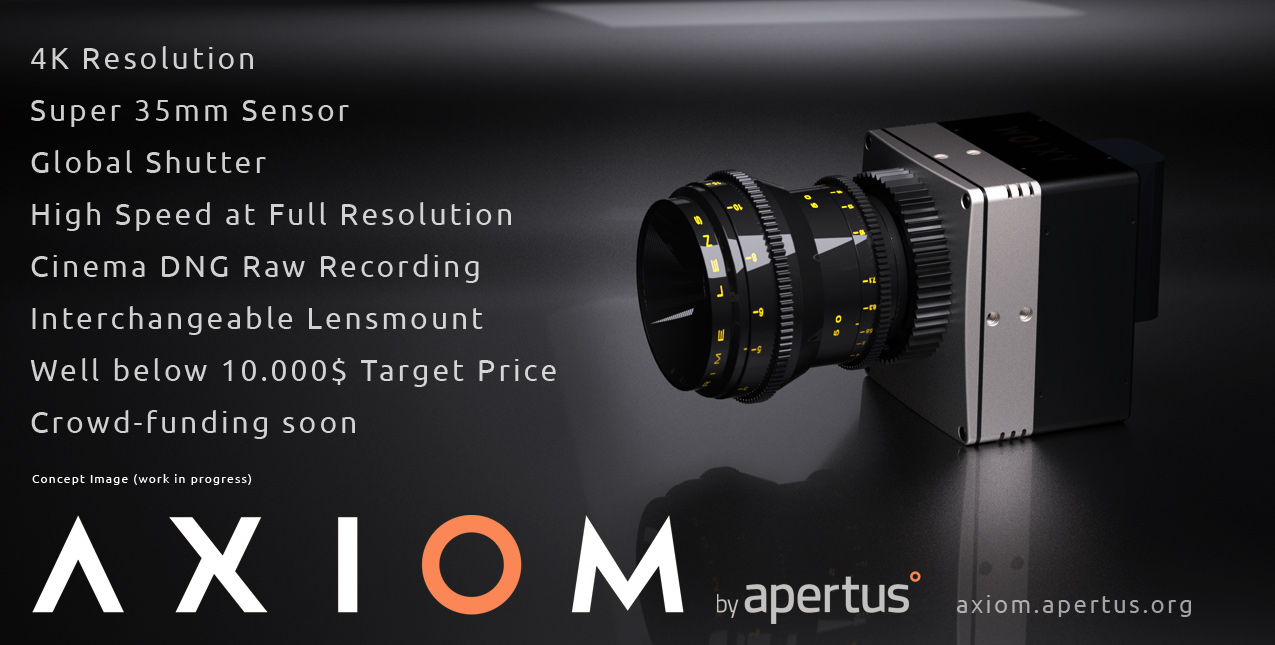 4K Resolution
Super 35mm Sensor
Global Shutter
High Speed at Full Resolution
Cinema DNG Raw Recording
Interchangeable Lensmount
Well below 10.000$ Target Price
Crowd-funding soon
Concept Image (work in progress)
AXIOM
by apertus°
axiom.apertus.org
AXIOM
LENS